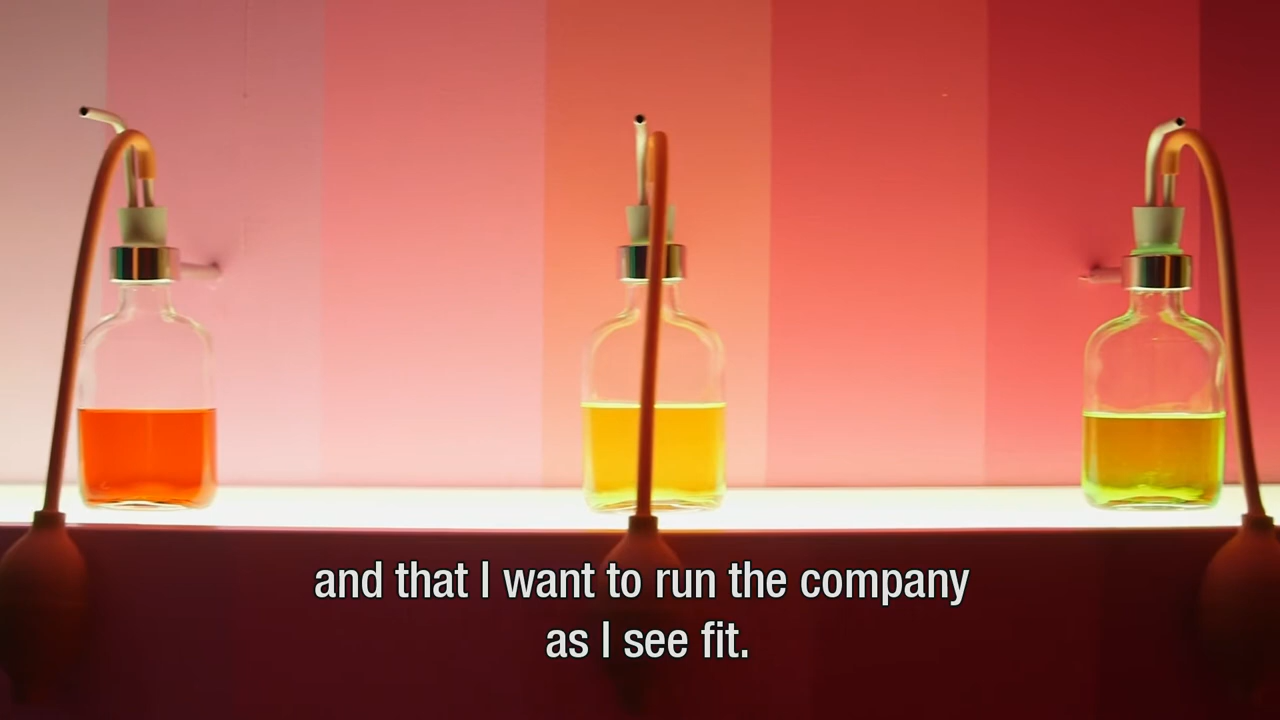 and that I want to run the company
as I see fit.